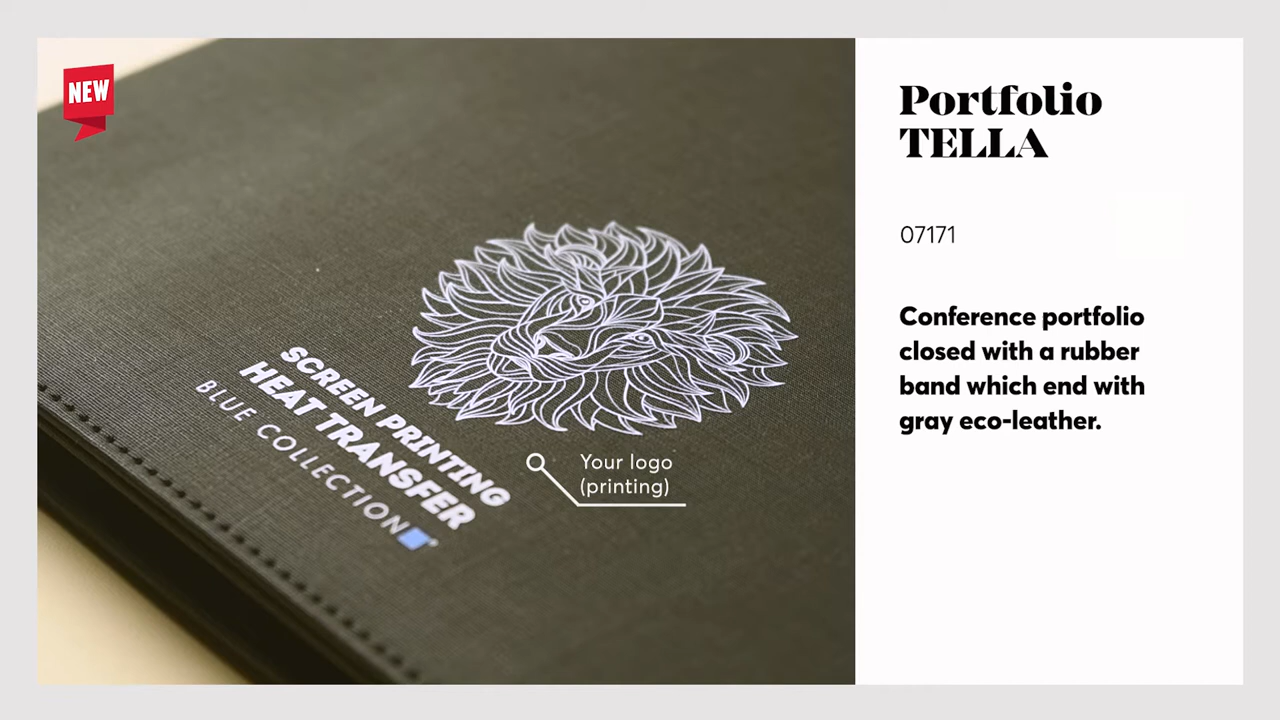 NEW
SCREEN PRINTING
HEAT TRANSFER
BLUE COLLECTION
Your logo
(printing)
Portfolio
TELLA
07171
Conference portfolio
closed with a rubber
band which end with
gray eco-leather.